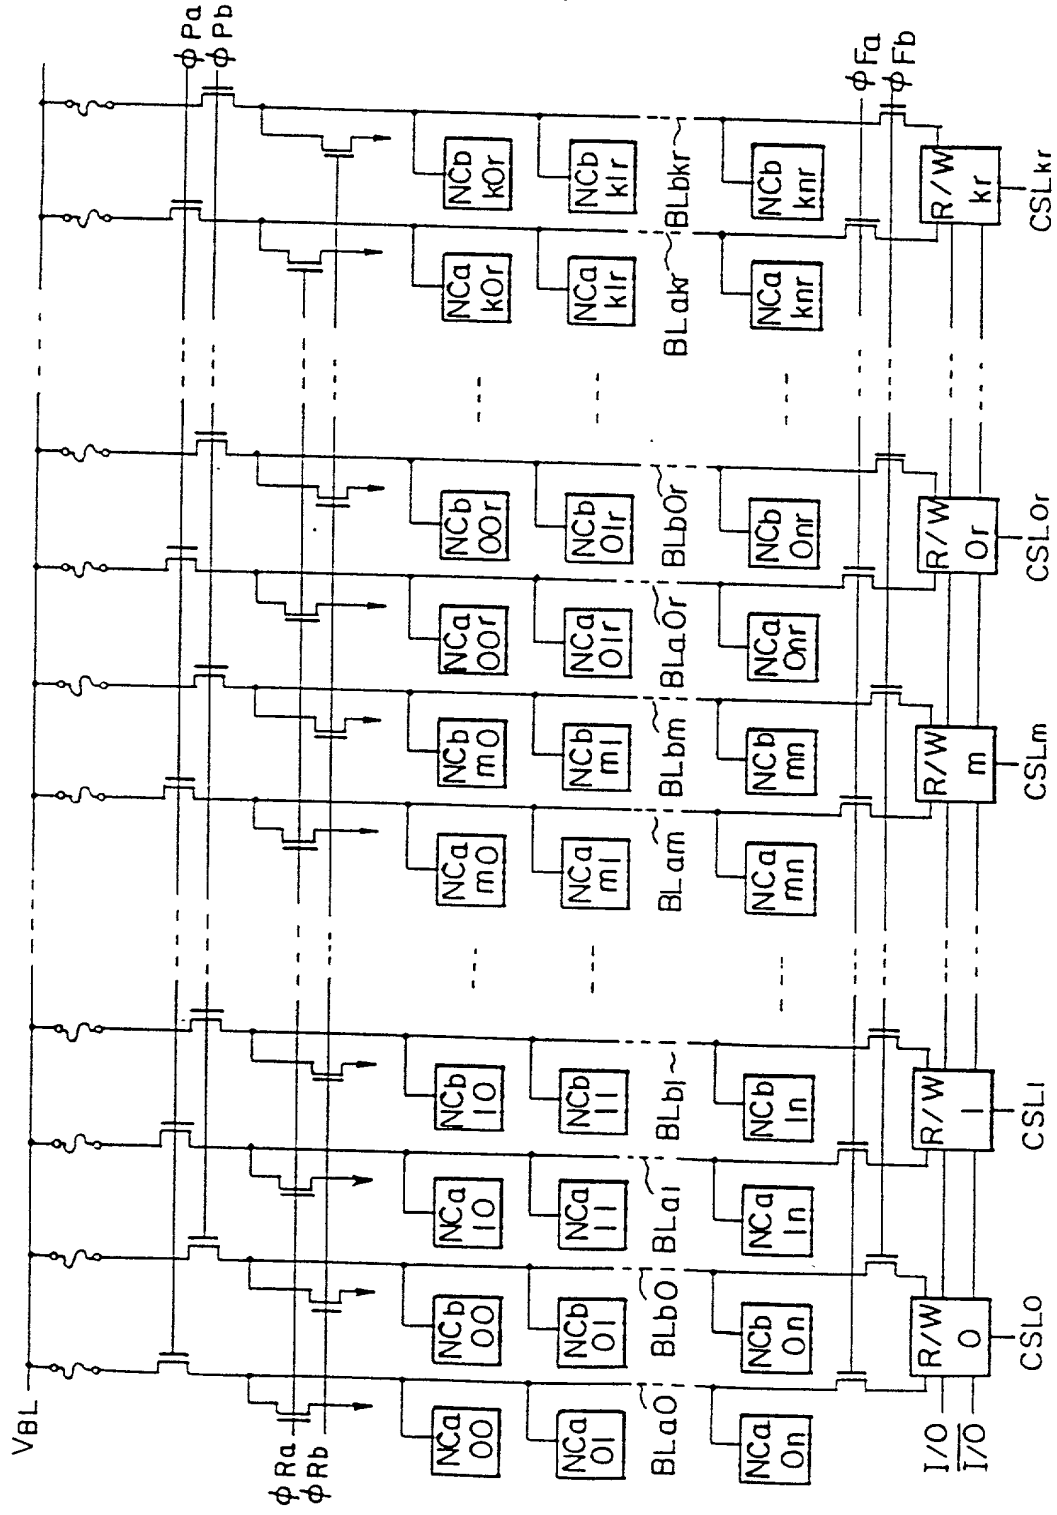 φPa
φPb
VBL
φRa
φRb
NCa 00
NCb 00
NCa 10
NCb 10
NCa m0
NCb m0
NCa 00r
NCb 00r
NCa k0r
NCb k0r
NCa 01
NCb 01
NCa 11
NCb 11
NCa m1
NCb m1
NCa 01r
NCb 01r
NCa k1r
NCb k1r
BLa0
BLb0
BLa1
BLb1
BLam
BLbm
BLa0r
BLb0r
BLakr
BLbkr
NCa 0n
NCb 0n
NCa 1n
NCb 1n
NCa mn
NCb mn
NCa 0nr
NCb 0nr
NCa knr
NCb knr
φFa
φFb
I/O
I/O
R/W 0
R/W 1
R/W m
R/W 0r
R/W kr
CSL0
CSL1
CSLm
CSL0r
CSLkr